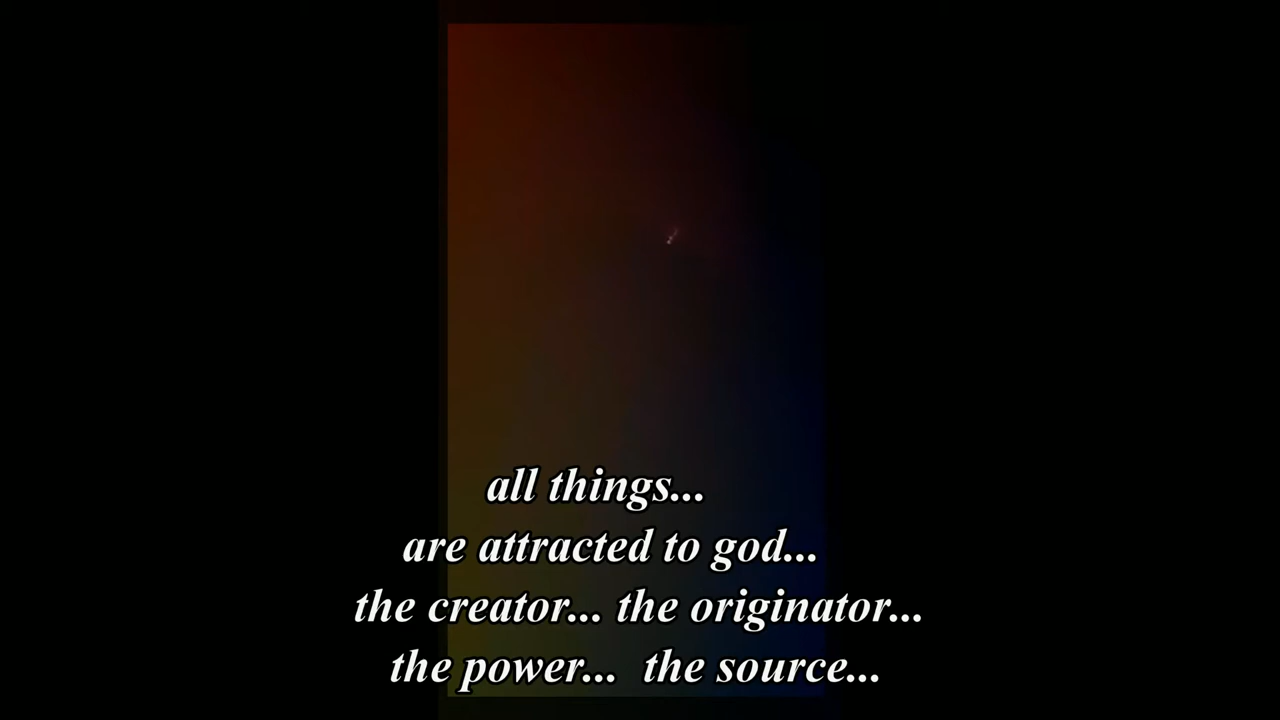 all things...
are attracted to god...
the creator... the originator...
the power... the source...